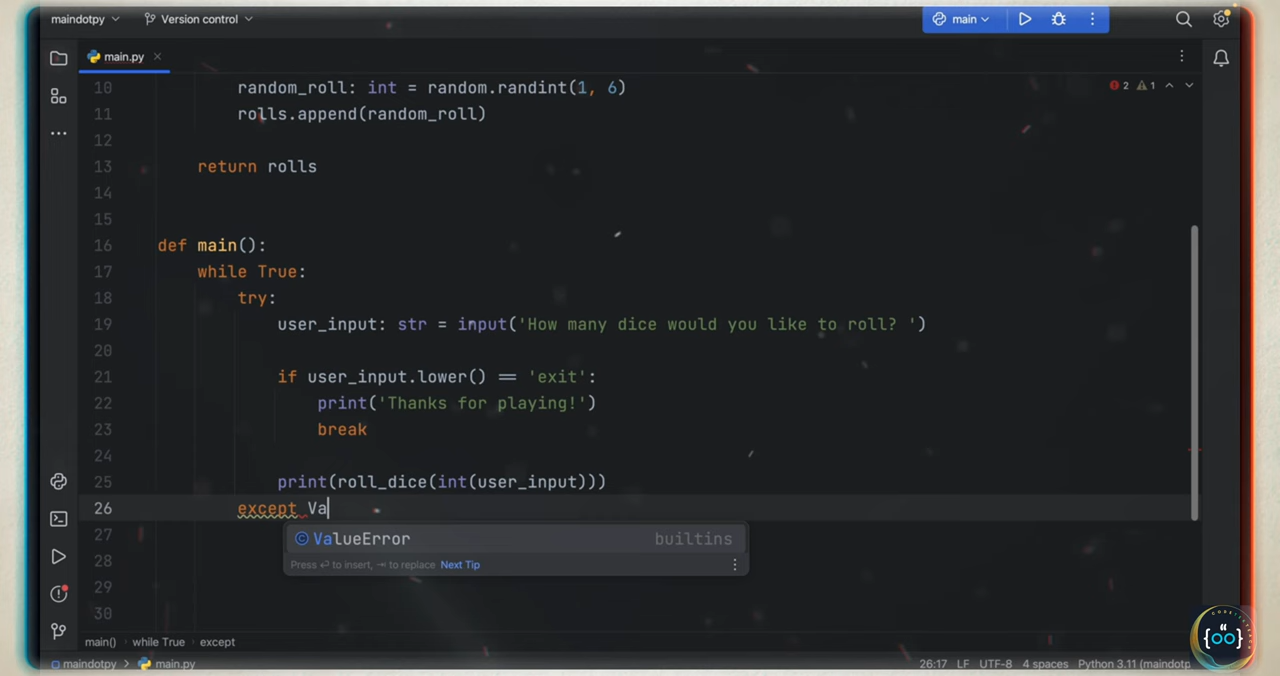 maindotpy Version control main
main.py
10 random_roll: int = random.randint(1, 6) 2 1
11 rolls.append(random_roll)
12
13 return rolls
14
15
16 def main():
17 while True:
18 try:
19 user_input: str = input('How many dice would you like to roll? ')
20
21 if user_input.lower() == 'exit':
22 print('Thanks for playing!')
23 break
24
25 print(roll_dice(int(user_input)))
26 except Va
27 ValueError builtins
28 Press ⏎ to insert, ⇥ to replace Next Tip
29
30
main() › while True › except
maindotpy › main.py 26:17 LF UTF-8 4 spaces Python 3.11 (maindotp